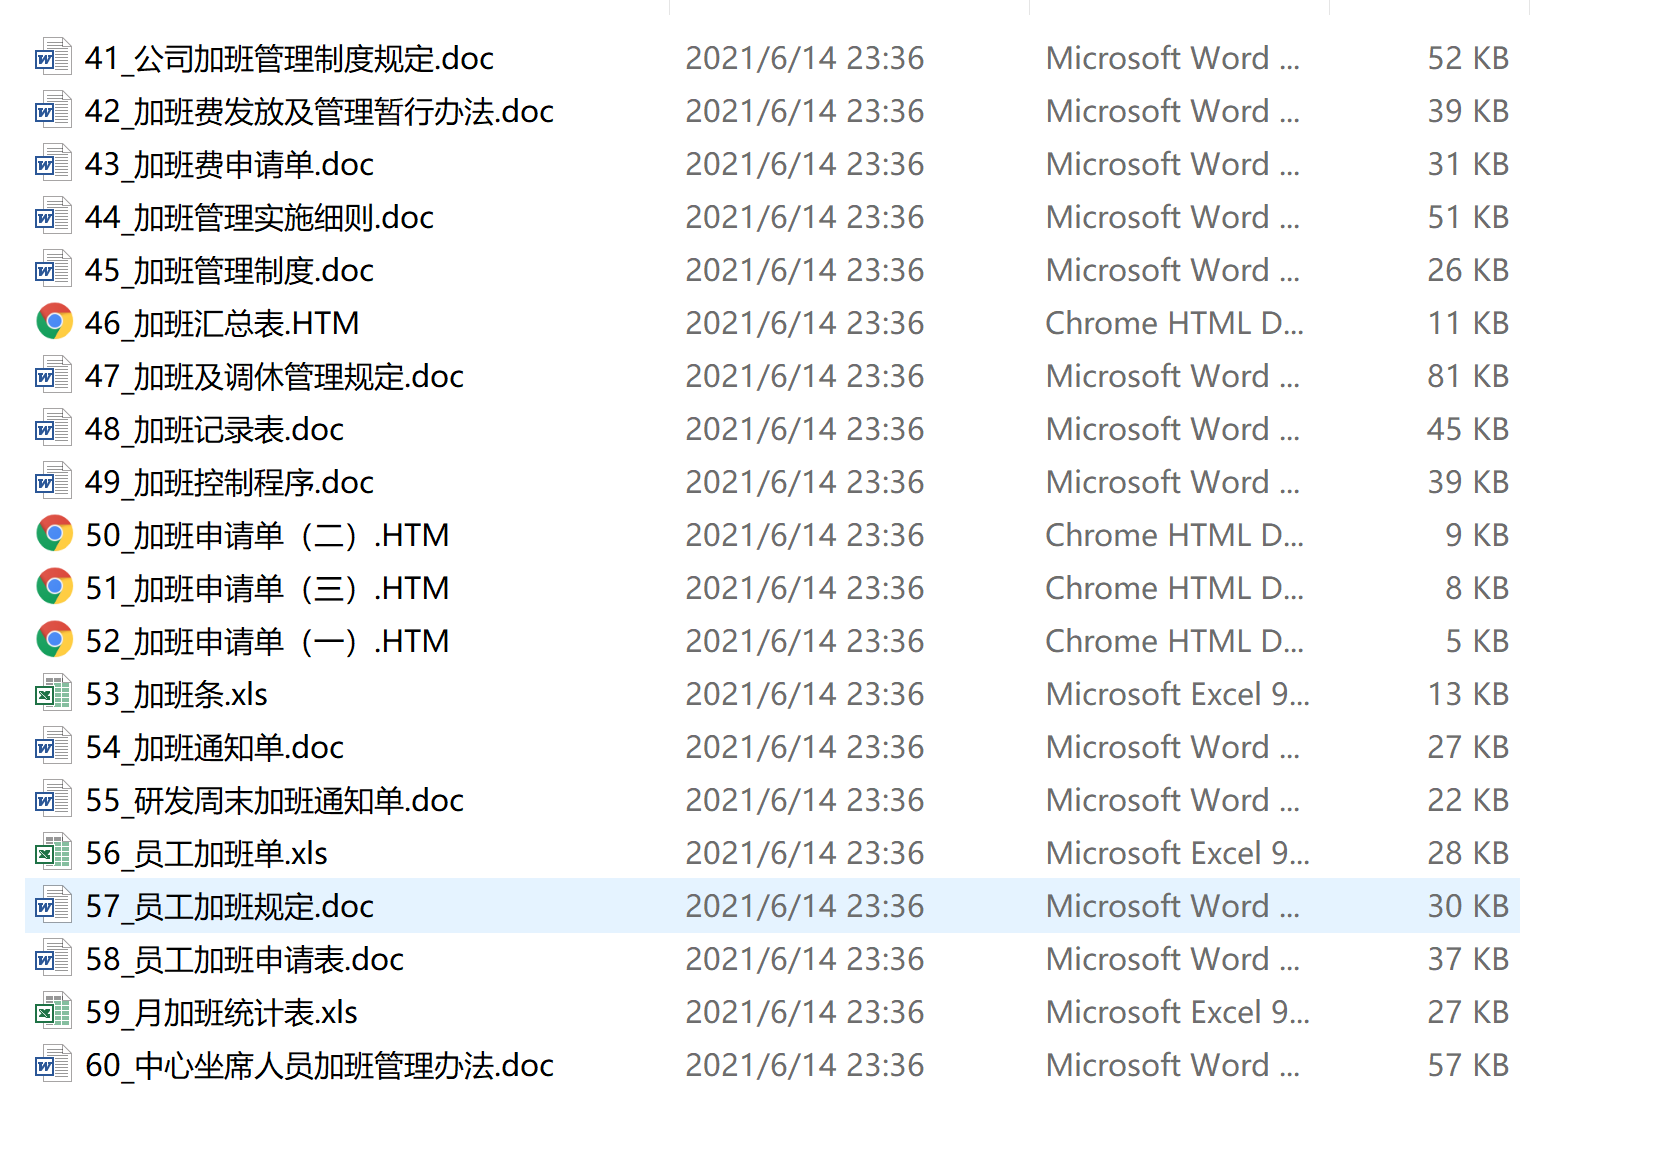 41_公司加班管理制度规定.doc 2021/6/14 23:36 Microsoft Word ... 52 KB
42_加班费发放及管理暂行办法.doc 2021/6/14 23:36 Microsoft Word ... 39 KB
43_加班费申请单.doc 2021/6/14 23:36 Microsoft Word ... 31 KB
44_加班管理实施细则.doc 2021/6/14 23:36 Microsoft Word ... 51 KB
45_加班管理制度.doc 2021/6/14 23:36 Microsoft Word ... 26 KB
46_加班汇总表.HTM 2021/6/14 23:36 Chrome HTML D... 11 KB
47_加班及调休管理规定.doc 2021/6/14 23:36 Microsoft Word ... 81 KB
48_加班记录表.doc 2021/6/14 23:36 Microsoft Word ... 45 KB
49_加班控制程序.doc 2021/6/14 23:36 Microsoft Word ... 39 KB
50_加班申请单（二）.HTM 2021/6/14 23:36 Chrome HTML D... 9 KB
51_加班申请单（三）.HTM 2021/6/14 23:36 Chrome HTML D... 8 KB
52_加班申请单（一）.HTM 2021/6/14 23:36 Chrome HTML D... 5 KB
53_加班条.xls 2021/6/14 23:36 Microsoft Excel 9... 13 KB
54_加班通知单.doc 2021/6/14 23:36 Microsoft Word ... 27 KB
55_研发周末加班通知单.doc 2021/6/14 23:36 Microsoft Word ... 22 KB
56_员工加班单.xls 2021/6/14 23:36 Microsoft Excel 9... 28 KB
57_员工加班规定.doc 2021/6/14 23:36 Microsoft Word ... 30 KB
58_员工加班申请表.doc 2021/6/14 23:36 Microsoft Word ... 37 KB
59_月加班统计表.xls 2021/6/14 23:36 Microsoft Excel 9... 27 KB
60_中心坐席人员加班管理办法.doc 2021/6/14 23:36 Microsoft Word ... 57 KB